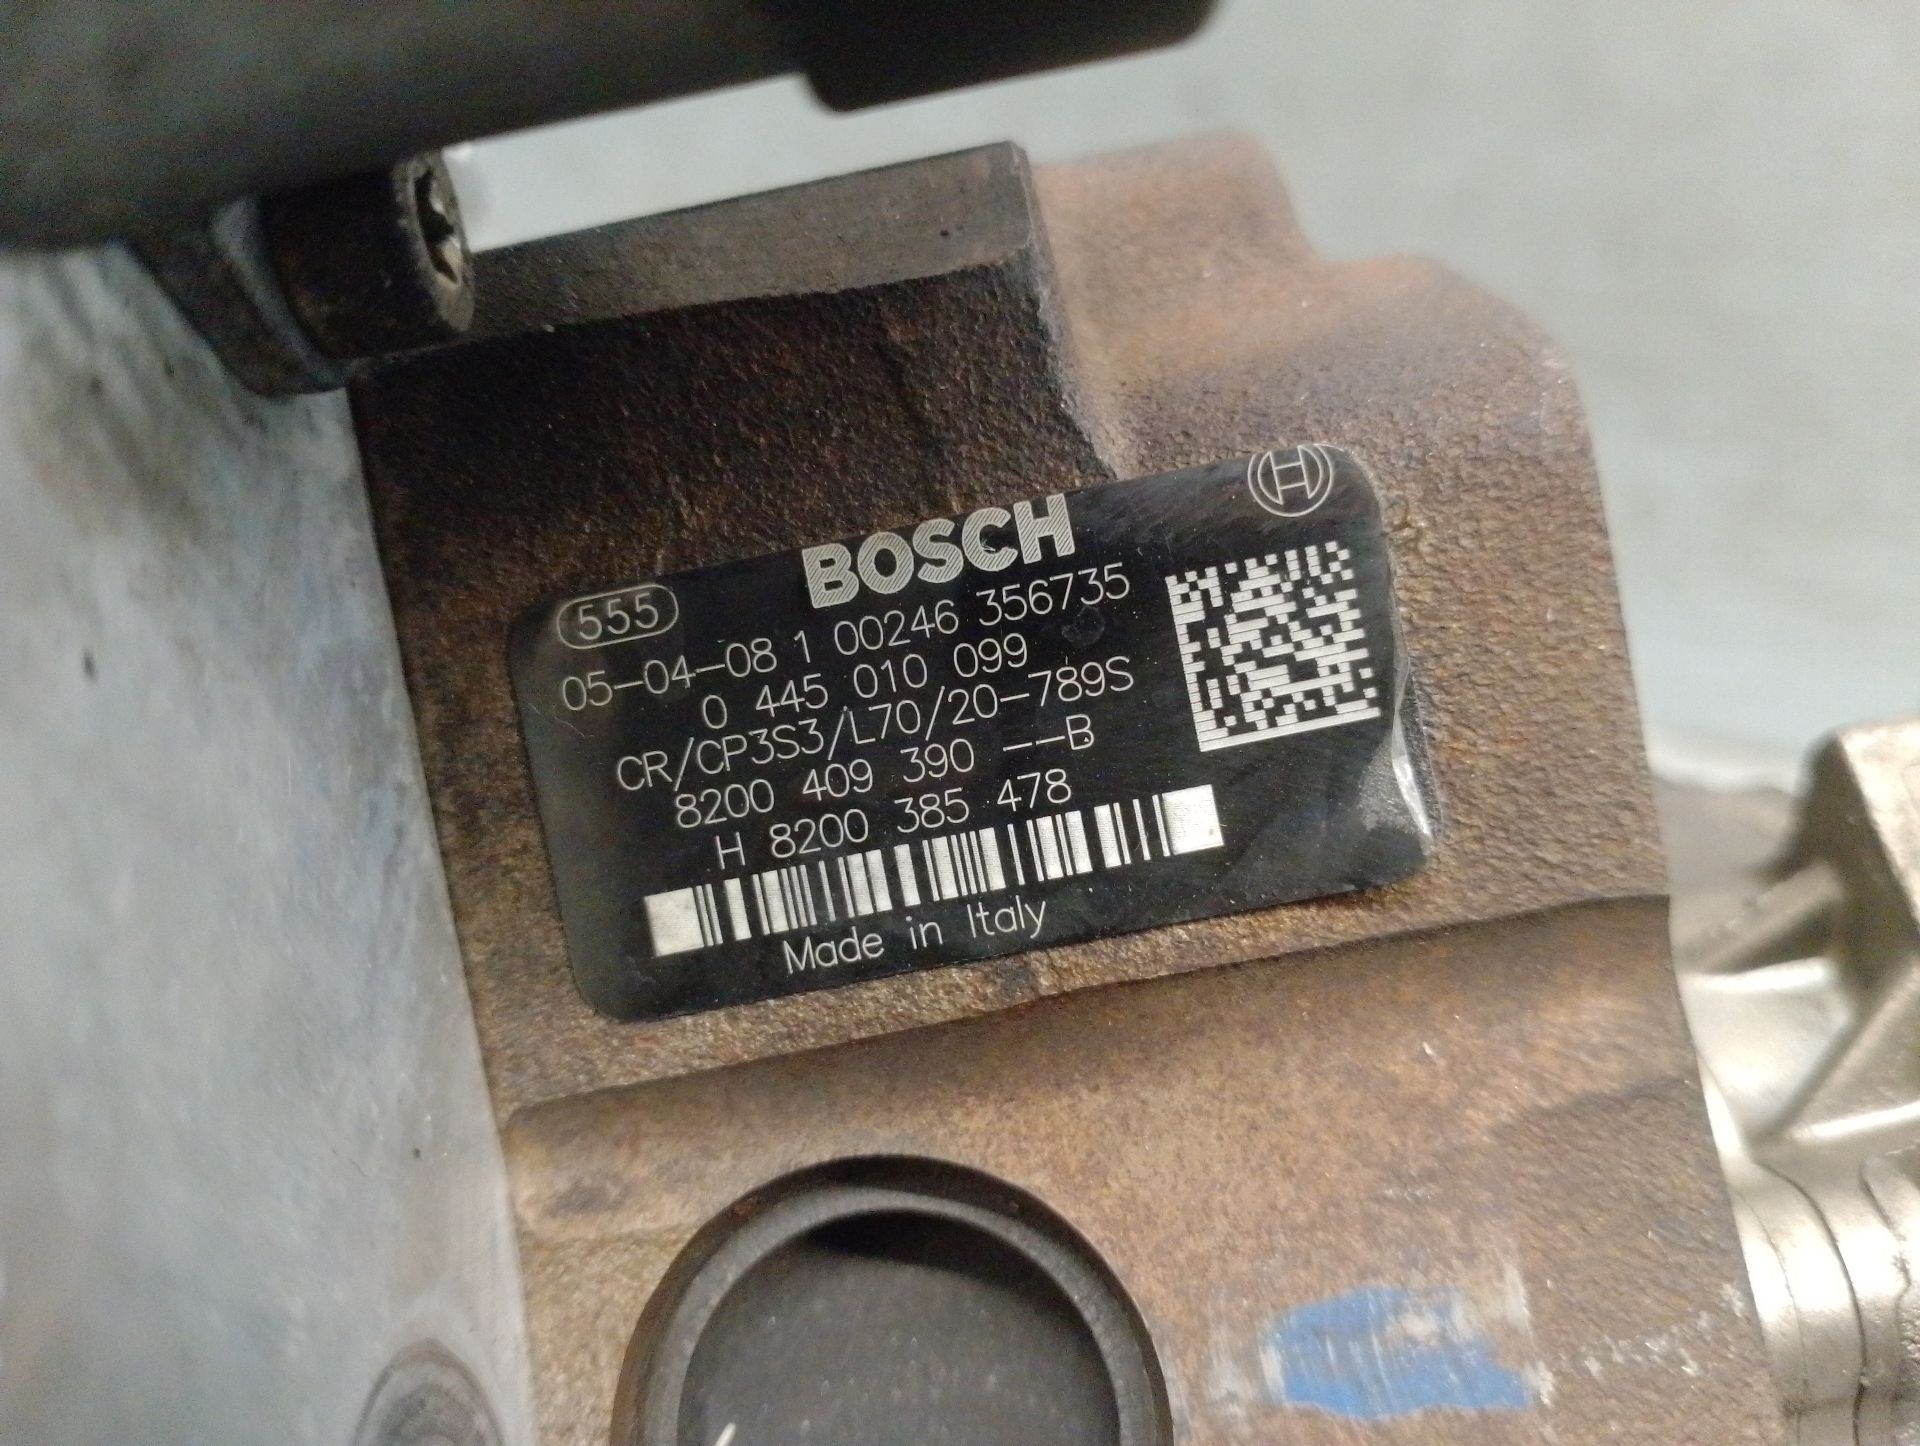 BOSCH
555
05-04-08 1 00246 356735
0 445 010 099
CR/CP3S3/L70/20-789S
8200 409 390 --B
H 8200 385 478
Made in Italy